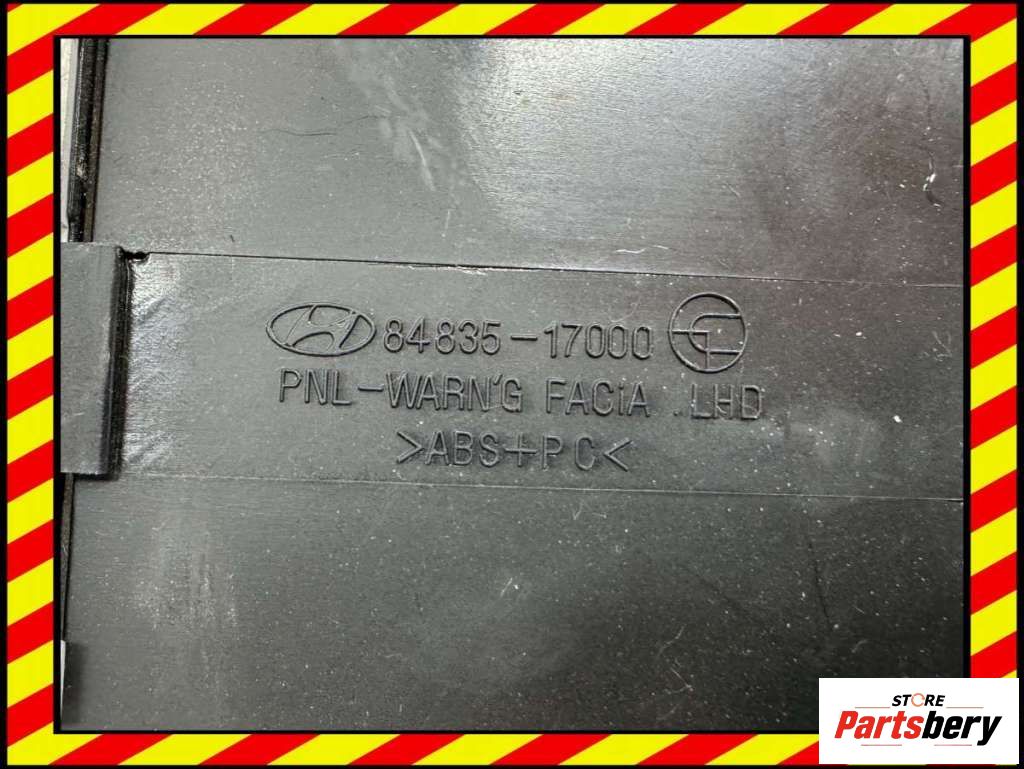 84835-17000
PNL-WARN'G FACiA .LHD
>ABS+PC<
STORE
Partsbery